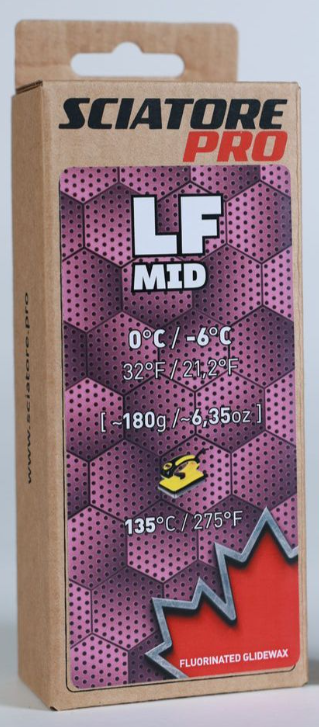 SCIATORE
PRO
LF
MID
0°C / -6°C
32°F / 21,2°F
[ ~180g /~6,35oz ]
135°C / 275°F
FLUORINATED GLIDEWAX
www.sciatore.pro